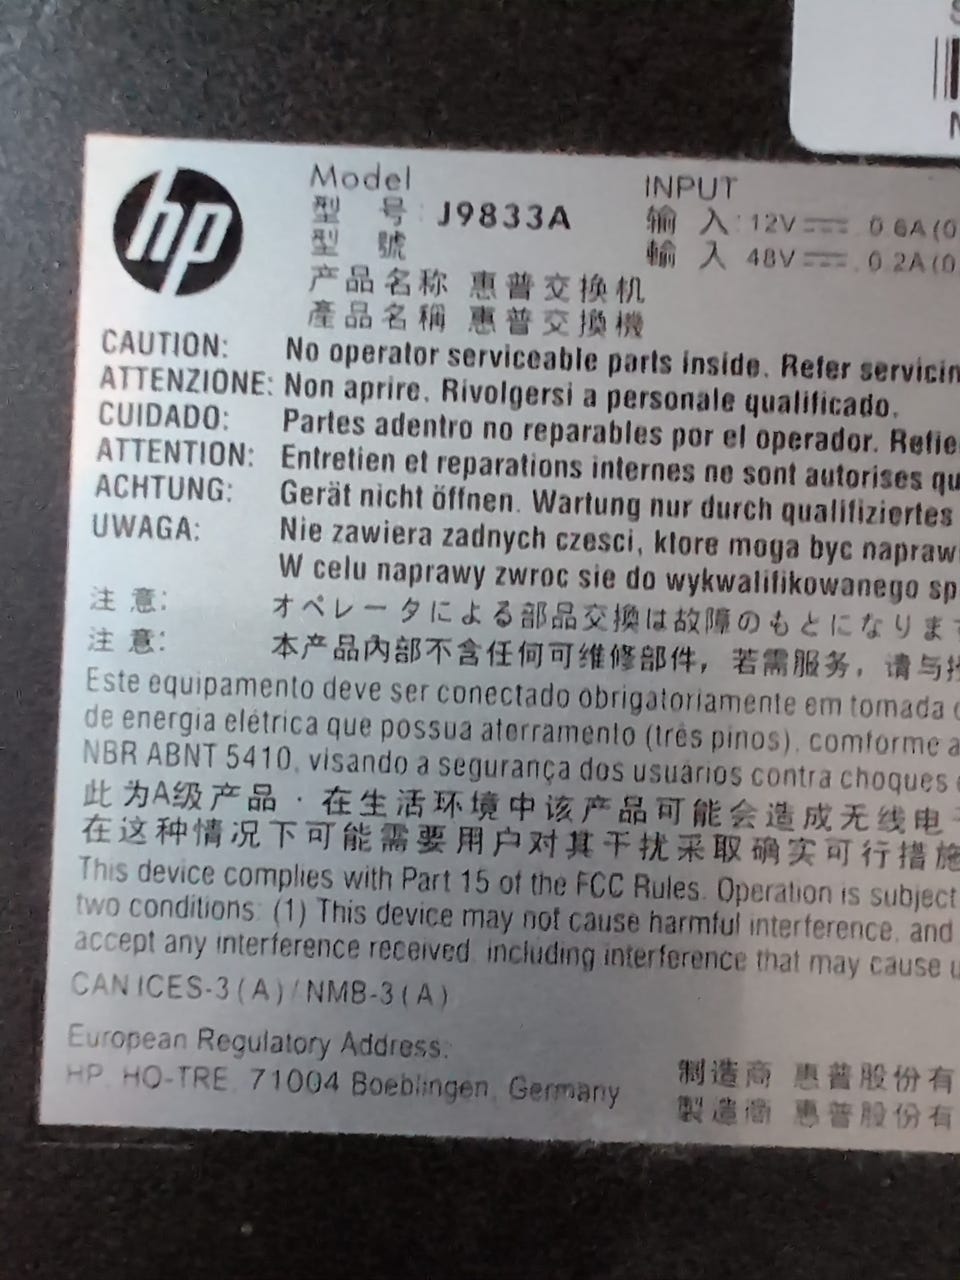 hp
Model
型 号 : J9833A
型 號
产品名称 惠普交换机
產品名稱 惠普交換機
INPUT
输 入 : 12V ⎓ 0.6A (0
輸 入 48V ⎓ 0.2A (0
CAUTION: No operator serviceable parts inside. Refer servicin
ATTENZIONE: Non aprire. Rivolgersi a personale qualificado.
CUIDADO: Partes adentro no reparables por el operador. Refie
ATTENTION: Entretien et reparations internes ne sont autorises qu
ACHTUNG: Gerät nicht öffnen. Wartung nur durch qualifiziertes
UWAGA: Nie zawiera zadnych czesci, ktore moga byc napraw
W celu naprawy zwroc sie do wykwalifikowanego sp
注 意: オペレータによる部品交換は故障のもとになります
注 意: 本产品内部不含任何可维修部件，若需服务，请与
Este equipamento deve ser conectado obrigatoriamente em tomada
de energia elétrica que possua aterramento (três pinos), comforme a
NBR ABNT 5410, visando a segurança dos usuários contra choques
此为A级产品 · 在生活环境中该产品可能会造成无线电
在这种情况下可能需要用户对其干扰采取确实可行措施
This device complies with Part 15 of the FCC Rules. Operation is subject
two conditions: (1) This device may not cause harmful interference, and
accept any interference received, including interference that may cause u
CAN ICES-3 (A) / NMB-3 (A)
European Regulatory Address:
HP, HQ-TRE, 71004 Boeblingen, Germany
制造商 惠普股份有
製造商 惠普股份有